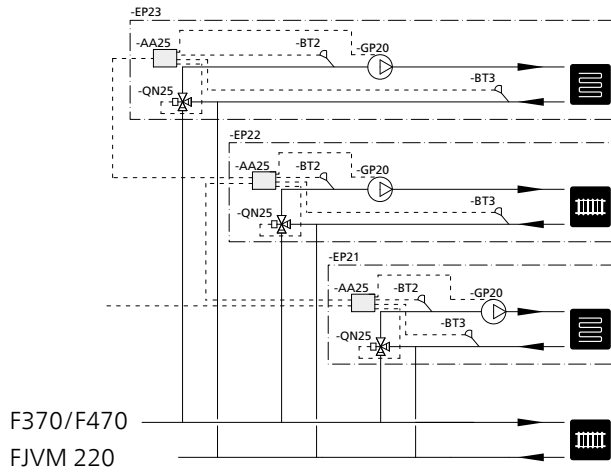 -EP23
-AA25
-BT2
-GP20
-BT3
-QN25
-EP22
-AA25
-BT2
-GP20
-BT3
-QN25
-EP21
-AA25
-BT2
-GP20
-BT3
-QN25
F370/F470
FJVM 220